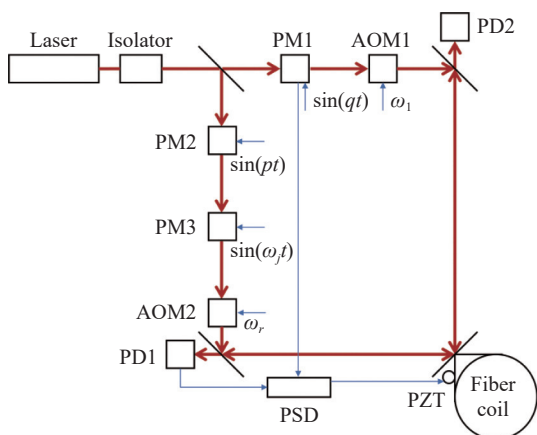 Laser
Isolator
PM1
AOM1
PD2
sin(qt)
ω₁
PM2
sin(pt)
PM3
sin(ωⱼt)
AOM2
ωᵣ
PD1
PSD
PZT
Fiber
coil